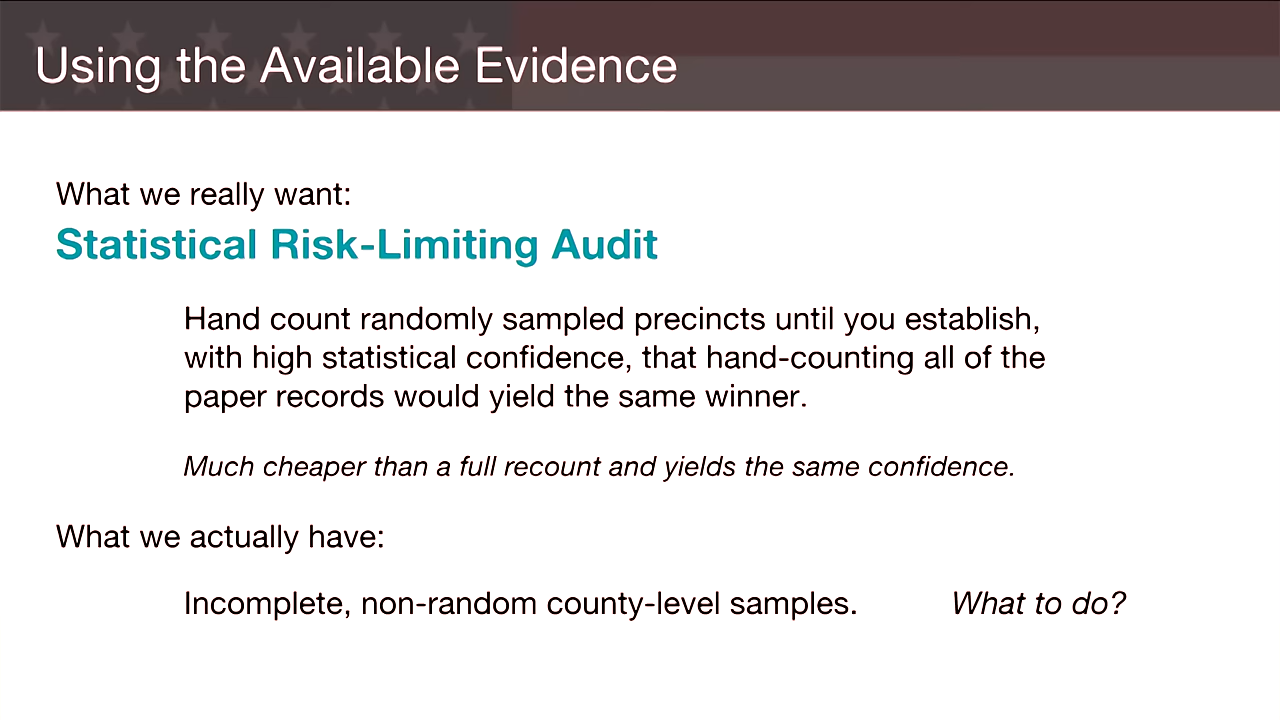 Using the Available Evidence
What we really want:
Statistical Risk-Limiting Audit
Hand count randomly sampled precincts until you establish,
with high statistical confidence, that hand-counting all of the
paper records would yield the same winner.
Much cheaper than a full recount and yields the same confidence.
What we actually have:
Incomplete, non-random county-level samples. What to do?